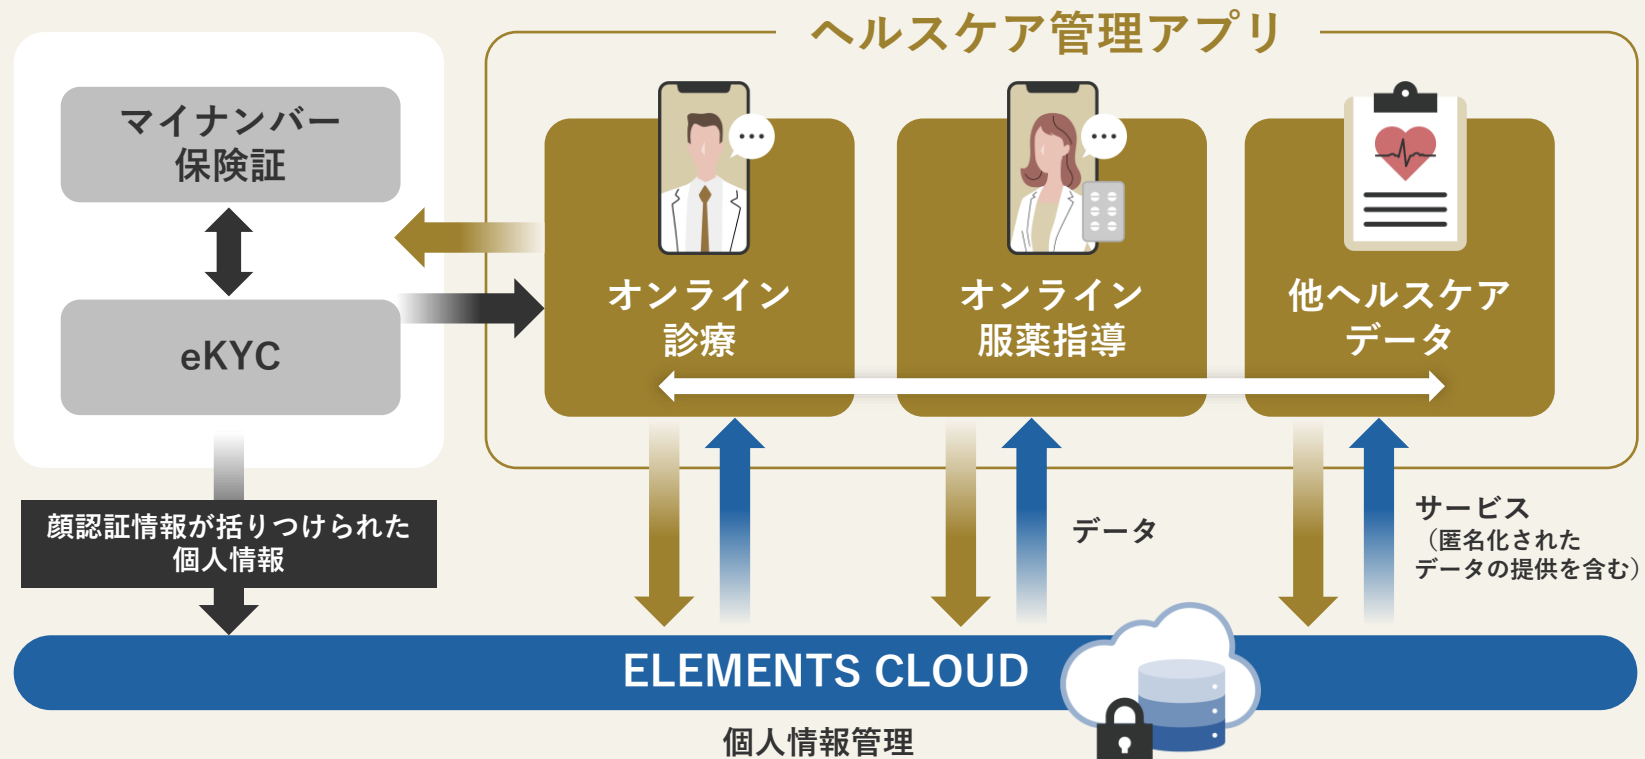 ヘルスケア管理アプリ
マイナンバー
保険証
eKYC
オンライン
診療
オンライン
服薬指導
他ヘルスケア
データ
顔認証情報が括りつけられた
個人情報
データ
サービス
（匿名化された
データの提供を含む）
ELEMENTS CLOUD
個人情報管理